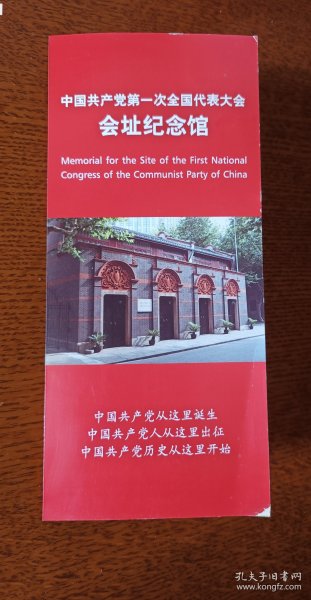 中国共产党第一次全国代表大会
会址纪念馆
Memorial for the Site of the First National
Congress of the Communist Party of China
中国共产党从这里诞生
中国共产党人从这里出征
中国共产党历史从这里开始
孔夫子旧书网
www.kongfz.com